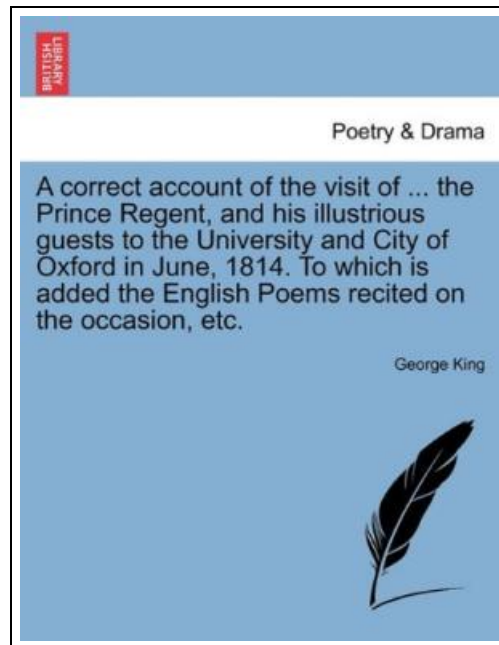 BRITISH
LIBRARY
Poetry & Drama
A correct account of the visit of ... the
Prince Regent, and his illustrious
guests to the University and City of
Oxford in June, 1814. To which is
added the English Poems recited on
the occasion, etc.
George King